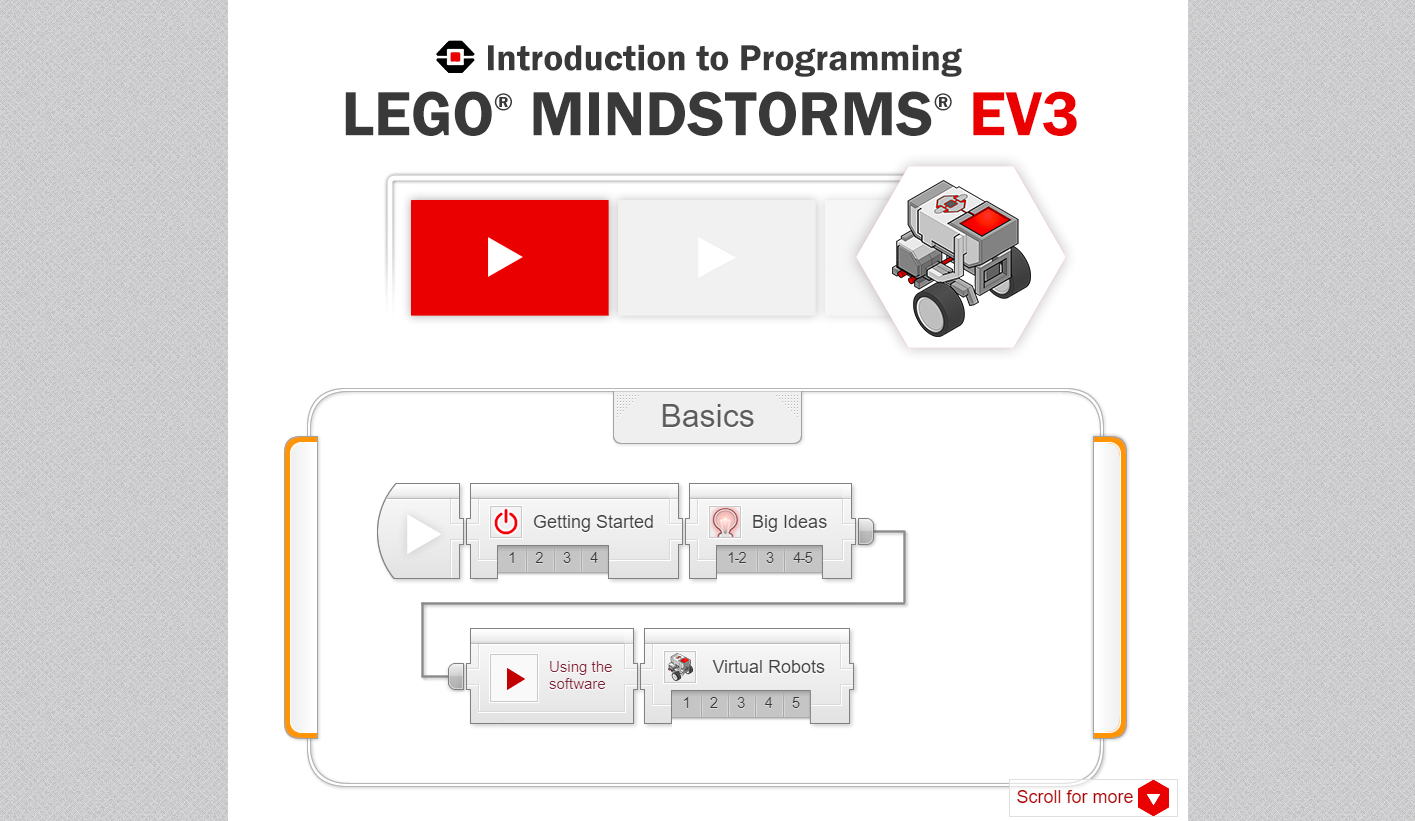 Introduction to Programming
LEGO® MINDSTORMS® EV3
Basics
Getting Started
1 2 3 4
Big Ideas
1-2 3 4-5
Using the
software
Virtual Robots
1 2 3 4 5
Scroll for more